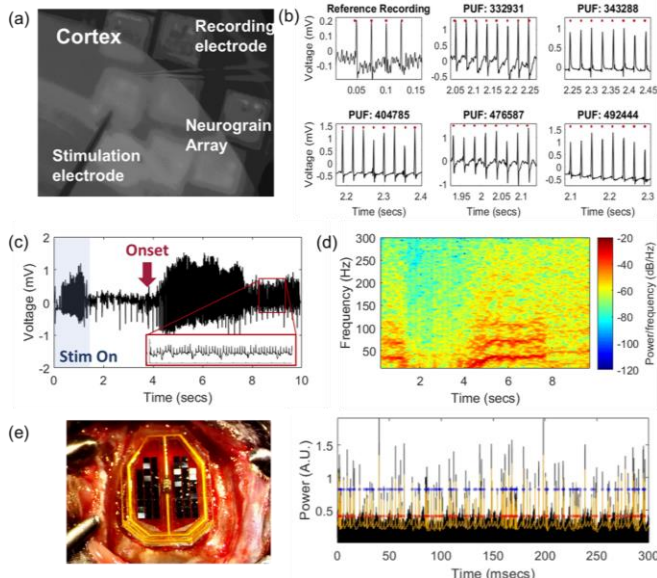 (a)
Cortex
Recording
electrode
Neurograin
Array
Stimulation
electrode
(b)
Reference Recording
PUF: 332931
PUF: 343288
Voltage (mV)
0.2
0.1
0
-0.1
0.05 0.1 0.15
1
0.5
0
-0.5
2.05 2.1 2.15 2.2 2.25
1
0.5
0
2.25 2.3 2.35 2.4 2.45
PUF: 404785
PUF: 476587
PUF: 492444
Voltage (mV)
1
0.5
0
-0.5
2.2 2.3 2.4
1
0
-1
1.95 2 2.05 2.1
1
0.5
0
-0.5
2.1 2.2 2.3
Time (secs)
Time (secs)
Time (secs)
(c)
Voltage (mV)
2
1
0
-1
-2
Onset
Stim On
0 2 4 6 8 10
Time (secs)
(d)
Frequency (Hz)
300
250
200
150
100
50
2 4 6 8
Time (secs)
-20
-40
-60
-80
-100
-120
Power/frequency (dB/Hz)
(e)
Power (A.U.)
1.5
1
0.5
0 50 100 150 200 250 300
Time (msecs)